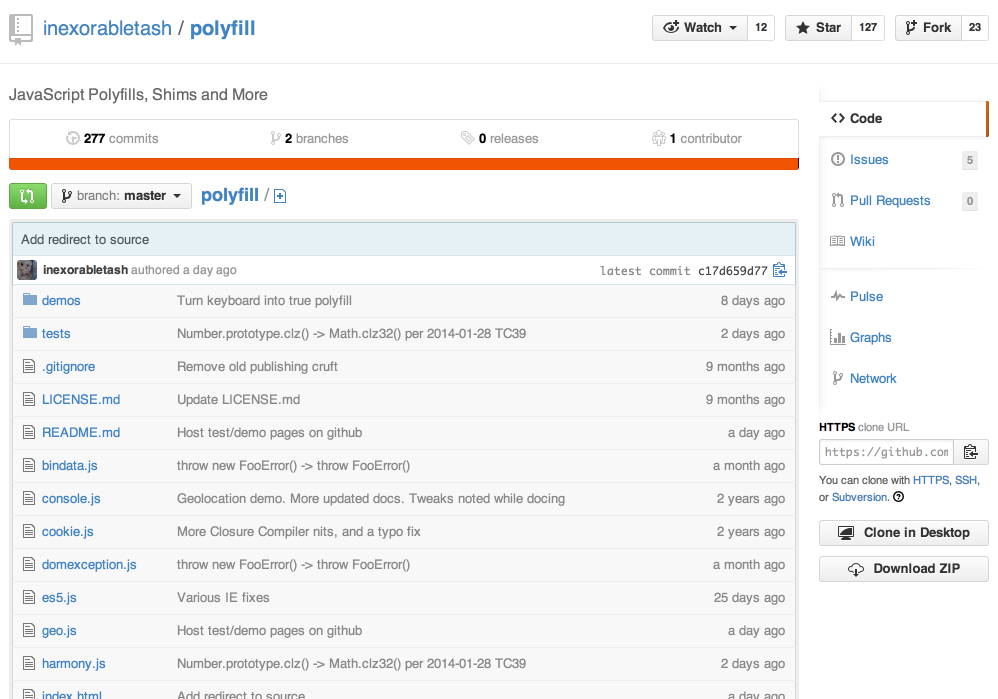 inexorabletash / polyfill
Watch 12 Star 127 Fork 23
JavaScript Polyfills, Shims and More
277 commits 2 branches 0 releases 1 contributor
branch: master polyfill /
Add redirect to source
inexorabletash authored a day ago latest commit c17d659d77
demos Turn keyboard into true polyfill 8 days ago
tests Number.prototype.clz() -> Math.clz32() per 2014-01-28 TC39 2 days ago
.gitignore Remove old publishing cruft 9 months ago
LICENSE.md Update LICENSE.md 9 months ago
README.md Host test/demo pages on github a day ago
bindata.js throw new FooError() -> throw FooError() a month ago
console.js Geolocation demo. More updated docs. Tweaks noted while docing 2 years ago
cookie.js More Closure Compiler nits, and a typo fix 2 years ago
domexception.js throw new FooError() -> throw FooError() a month ago
es5.js Various IE fixes 25 days ago
geo.js Host test/demo pages on github a day ago
harmony.js Number.prototype.clz() -> Math.clz32() per 2014-01-28 TC39 2 days ago
index.html Add redirect to source a day ago
Code
Issues 5
Pull Requests 0
Wiki
Pulse
Graphs
Network
HTTPS clone URL
https://github.com
You can clone with HTTPS, SSH,
or Subversion.
Clone in Desktop
Download ZIP